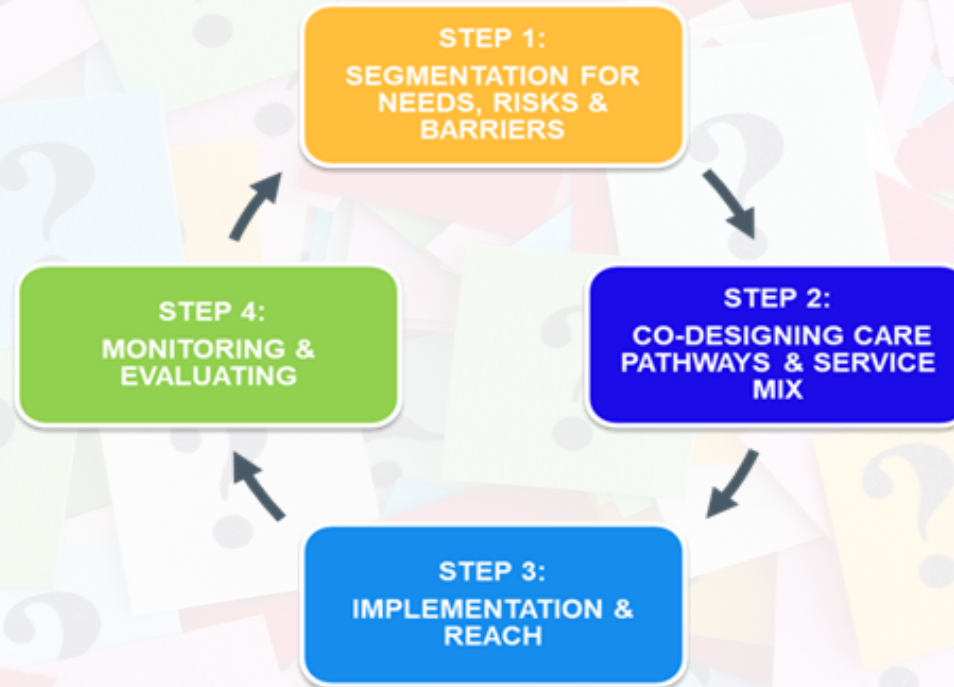 STEP 1:
SEGMENTATION FOR
NEEDS, RISKS &
BARRIERS
STEP 2:
CO-DESIGNING CARE
PATHWAYS & SERVICE
MIX
STEP 3:
IMPLEMENTATION &
REACH
STEP 4:
MONITORING &
EVALUATING